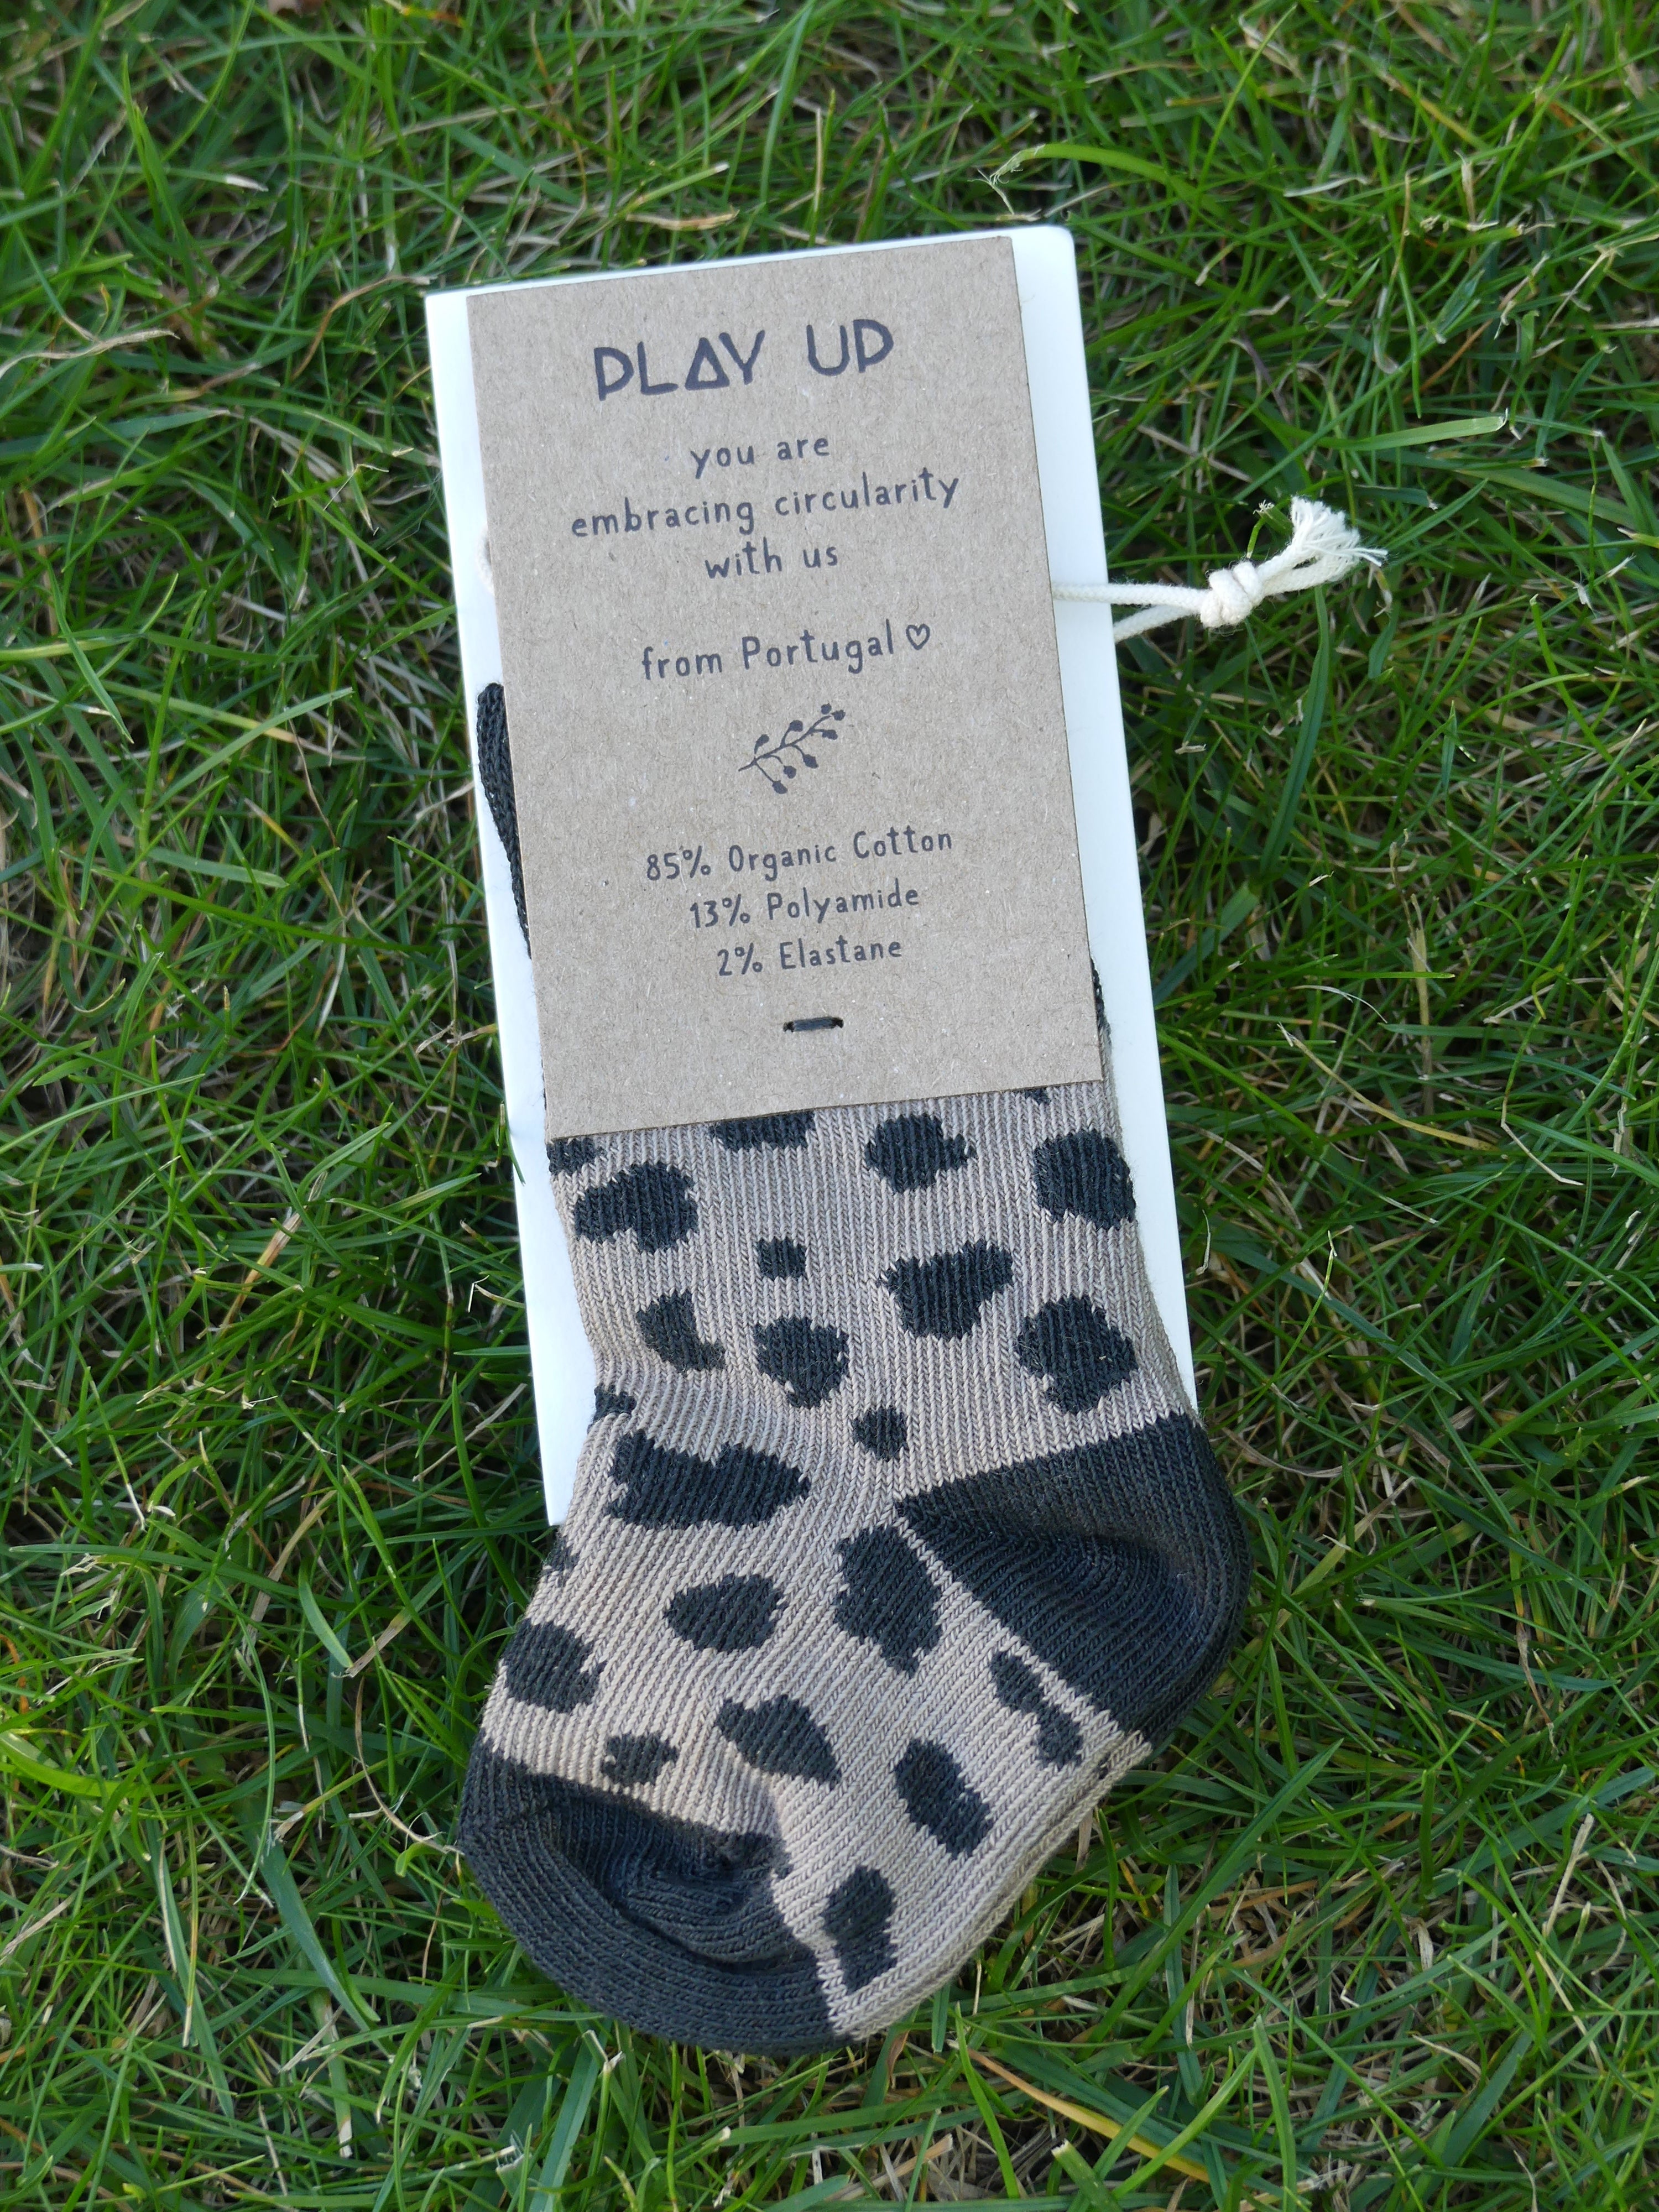 PLAY UP
you are
embracing circularity
with us
from Portugal♡
85% Organic Cotton
13% Polyamide
2% Elastane